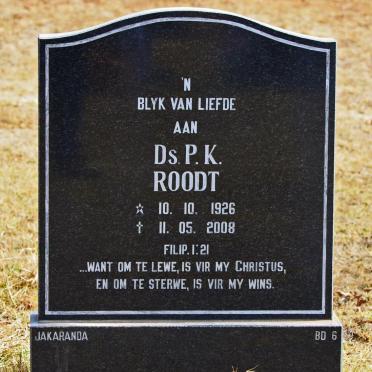 'N
BLYK VAN LIEFDE
AAN
Ds. P. K.
ROODT
☆ 10. 10. 1926
† 11. 05. 2008
FILIP. 1: 21
...WANT OM TE LEWE, IS VIR MY CHRISTUS,
EN OM TE STERWE, IS VIR MY WINS.
JAKARANDA BD 6